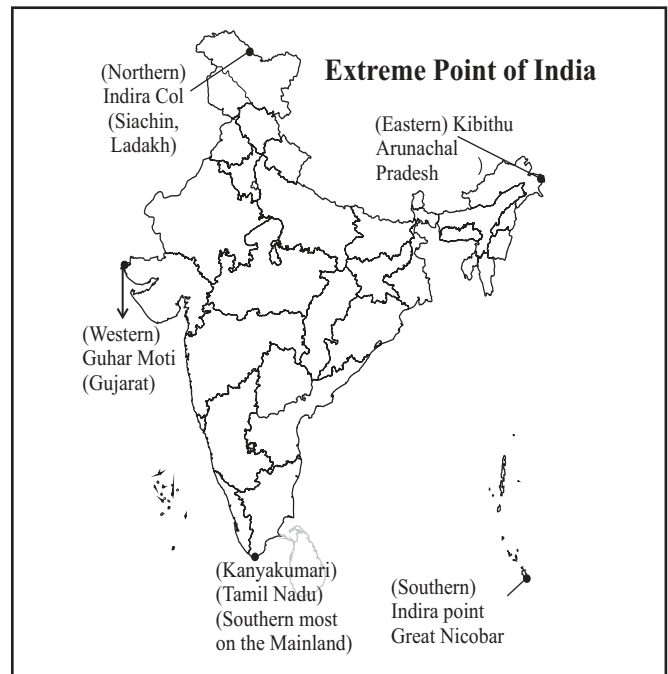 Extreme Point of India
(Northern)
Indira Col
(Siachin,
Ladakh)
(Eastern) Kibithu
Arunachal
Pradesh
(Western)
Guhar Moti
(Gujarat)
(Kanyakumari)
(Tamil Nadu)
(Southern most
on the Mainland)
(Southern)
Indira point
Great Nicobar